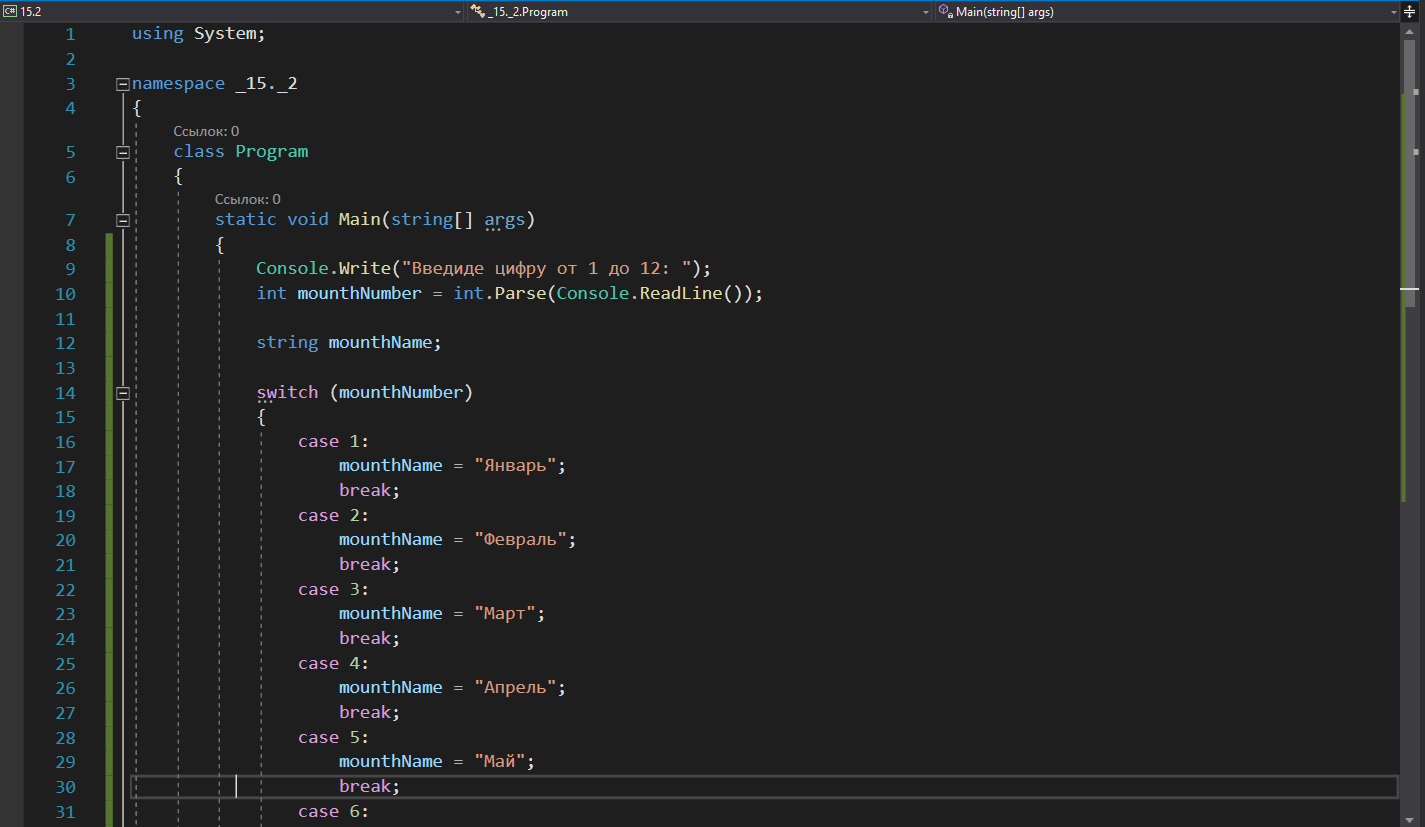 C# 15.2 _15._2.Program Main(string[] args)
1 using System;
2
3 namespace _15._2
4 {
Ссылок: 0
5 class Program
6 {
Ссылок: 0
7 static void Main(string[] args)
8 {
9 Console.Write("Введиде цифру от 1 до 12: ");
10 int mounthNumber = int.Parse(Console.ReadLine());
11
12 string mounthName;
13
14 switch (mounthNumber)
15 {
16 case 1:
17 mounthName = "Январь";
18 break;
19 case 2:
20 mounthName = "Февраль";
21 break;
22 case 3:
23 mounthName = "Март";
24 break;
25 case 4:
26 mounthName = "Апрель";
27 break;
28 case 5:
29 mounthName = "Май";
30 break;
31 case 6: